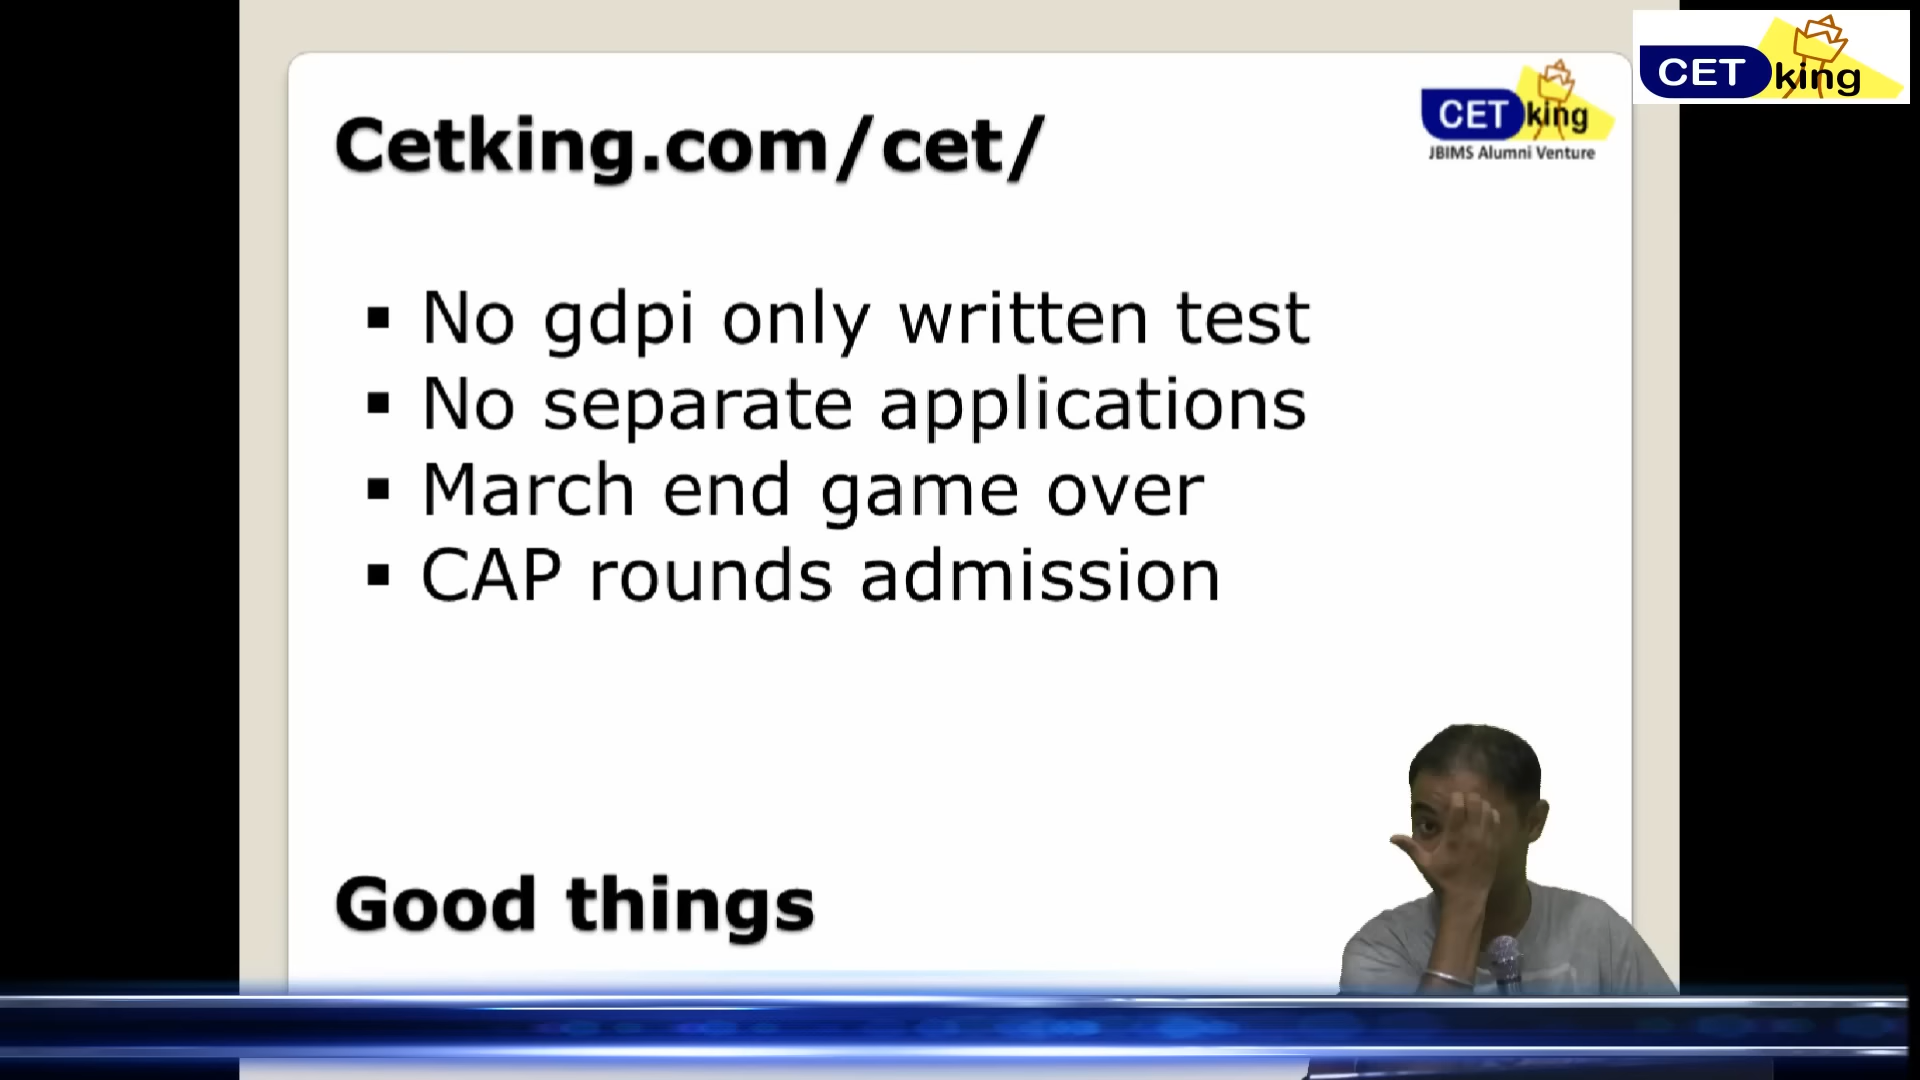 CET king
Cetking.com/cet/
CET king
JBIMS Alumni Venture
▪ No gdpi only written test
▪ No separate applications
▪ March end game over
▪ CAP rounds admission
Good things